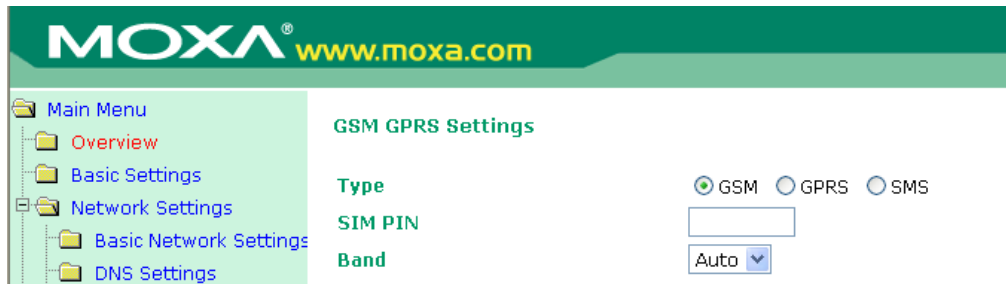 MOXA® www.moxa.com
Main Menu
Overview
Basic Settings
Network Settings
Basic Network Settings
DNS Settings
GSM GPRS Settings
Type GSM GPRS SMS
SIM PIN
Band Auto